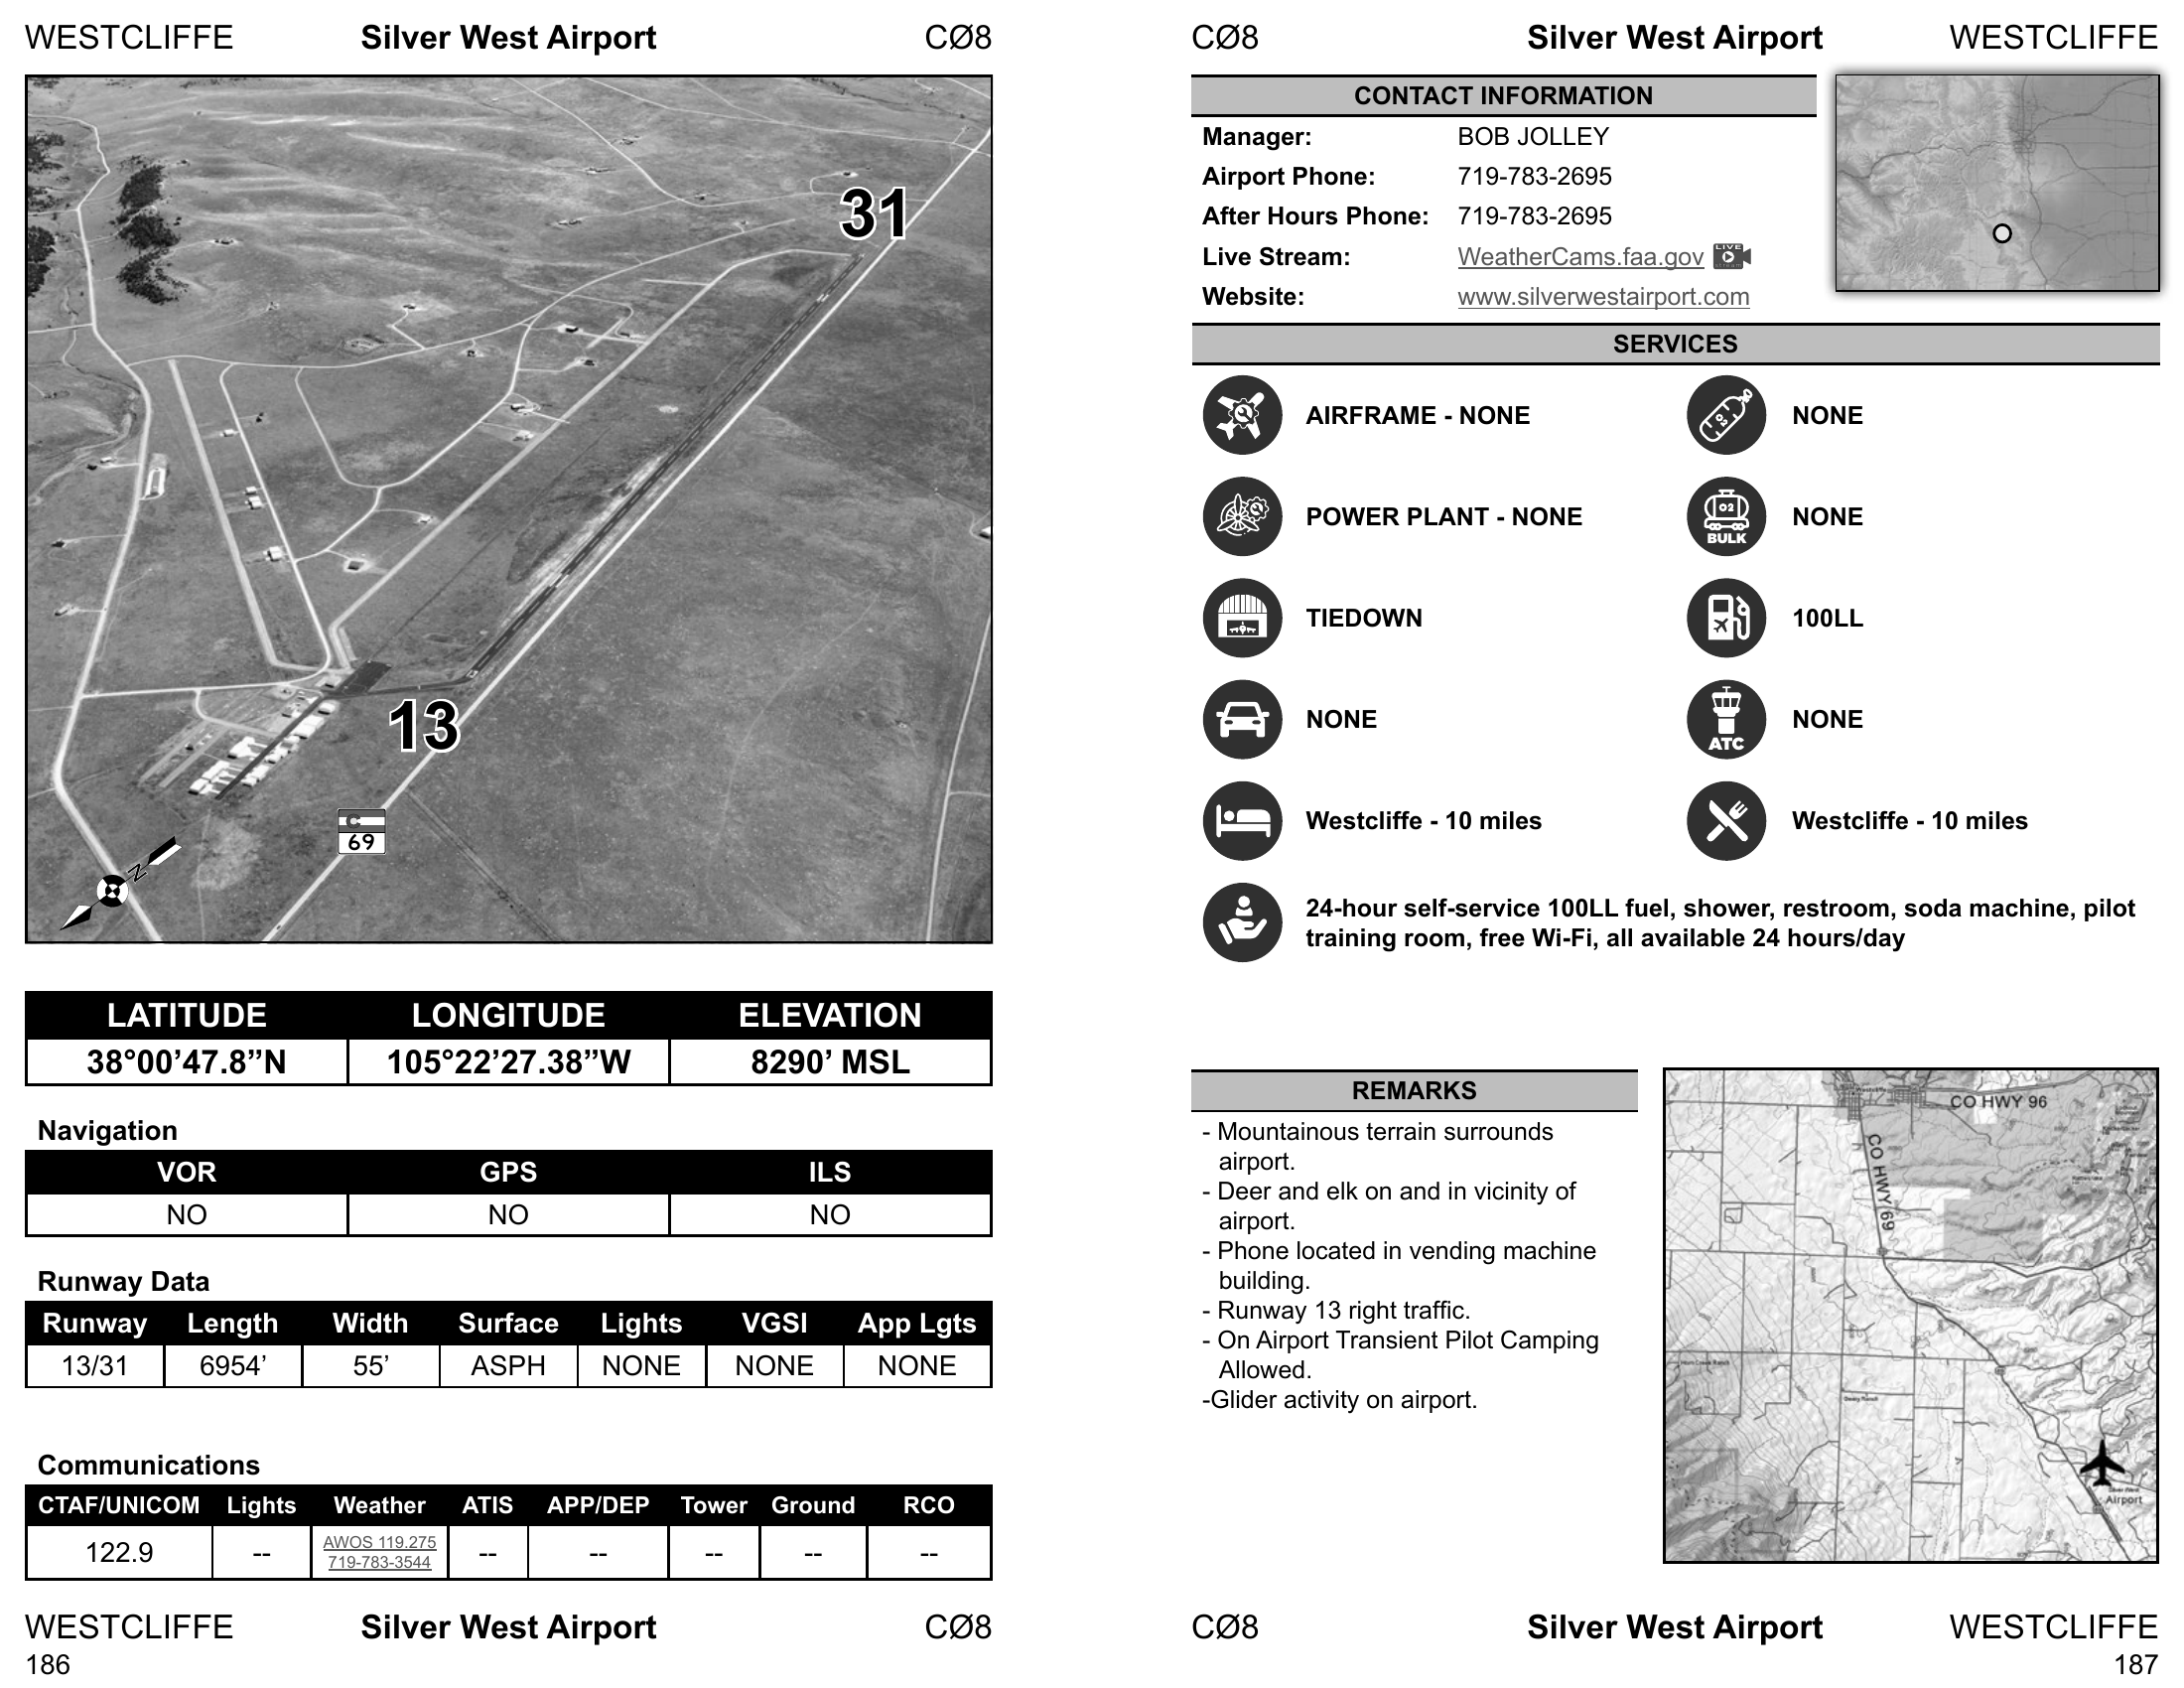 WESTCLIFFE Silver West Airport CØ8
31
13
C
69
N
LATITUDE LONGITUDE ELEVATION
38°00’47.8”N 105°22’27.38”W 8290’ MSL
Navigation
VOR GPS ILS
NO NO NO
Runway Data
Runway Length Width Surface Lights VGSI App Lgts
13/31 6954’ 55’ ASPH NONE NONE NONE
Communications
CTAF/UNICOM Lights Weather ATIS APP/DEP Tower Ground RCO
122.9 -- AWOS 119.275 -- -- -- -- --
719-783-3544
WESTCLIFFE Silver West Airport CØ8
186
CØ8 Silver West Airport WESTCLIFFE
CONTACT INFORMATION
Manager: BOB JOLLEY
Airport Phone: 719-783-2695
After Hours Phone: 719-783-2695
Live Stream: WeatherCams.faa.gov LIVE
Website: www.silverwestairport.com
SERVICES
AIRFRAME - NONE O2 NONE
POWER PLANT - NONE O2 BULK NONE
TIEDOWN 100LL
NONE ATC NONE
Westcliffe - 10 miles Westcliffe - 10 miles
24-hour self-service 100LL fuel, shower, restroom, soda machine, pilot
training room, free Wi-Fi, all available 24 hours/day
REMARKS
- Mountainous terrain surrounds
airport.
- Deer and elk on and in vicinity of
airport.
- Phone located in vending machine
building.
- Runway 13 right traffic.
- On Airport Transient Pilot Camping
Allowed.
-Glider activity on airport.
Westcliffe
CO HWY 96
CO HWY 69
Silver West
Airport
CØ8 Silver West Airport WESTCLIFFE
187